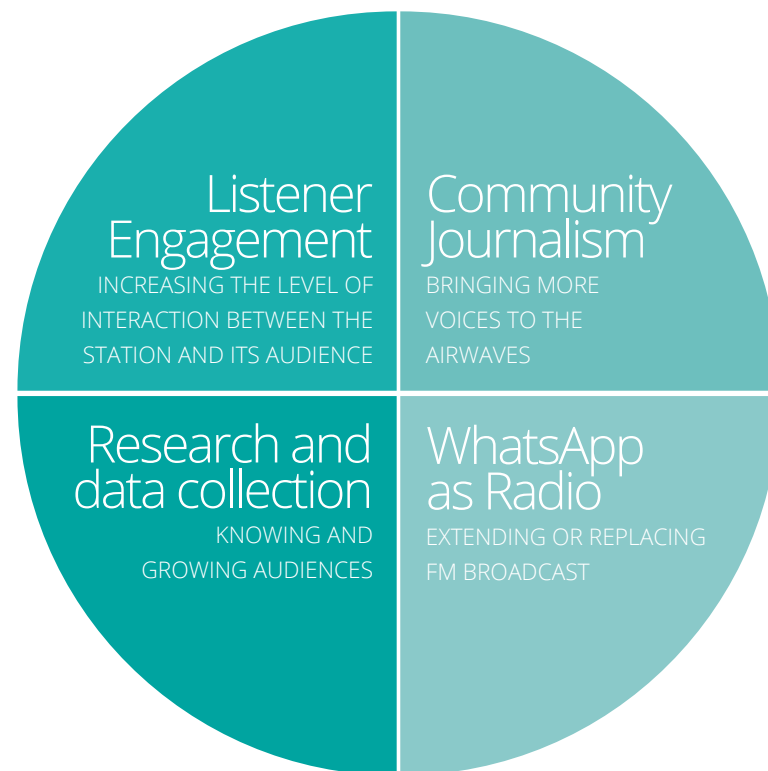 Listener
Engagement
INCREASING THE LEVEL OF
INTERACTION BETWEEN THE
STATION AND ITS AUDIENCE
Community
Journalism
BRINGING MORE
VOICES TO THE
AIRWAVES
Research and
data collection
KNOWING AND
GROWING AUDIENCES
WhatsApp
as Radio
EXTENDING OR REPLACING
FM BROADCAST